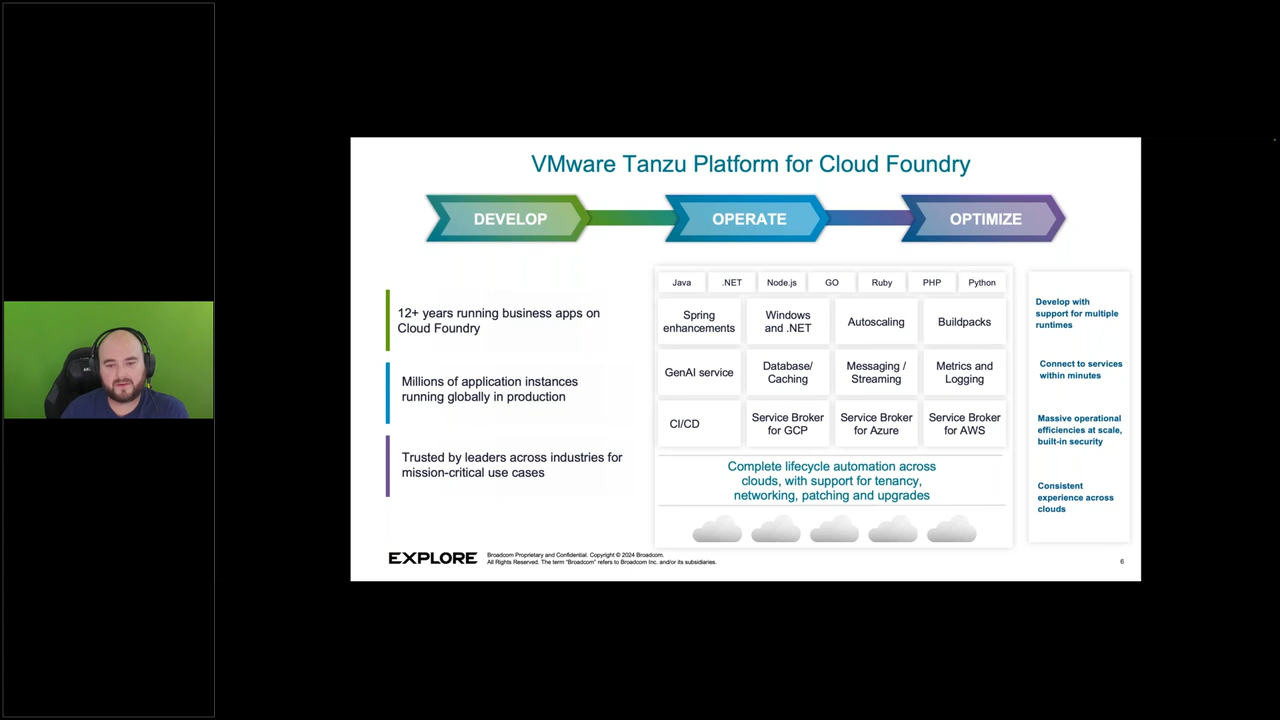 VMware Tanzu Platform for Cloud Foundry
DEVELOP
OPERATE
OPTIMIZE
12+ years running business apps on
Cloud Foundry
Millions of application instances
running globally in production
Trusted by leaders across industries for
mission-critical use cases
Java
.NET
Node.js
GO
Ruby
PHP
Python
Spring
enhancements
Windows
and .NET
Autoscaling
Buildpacks
GenAI service
Database/
Caching
Messaging /
Streaming
Metrics and
Logging
CI/CD
Service Broker
for GCP
Service Broker
for Azure
Service Broker
for AWS
Complete lifecycle automation across
clouds, with support for tenancy,
networking, patching and upgrades
Develop with
support for multiple
runtimes
Connect to services
within minutes
Massive operational
efficiencies at scale,
built-in security
Consistent
experience across
clouds
EXPLORE
Broadcom Proprietary and Confidential. Copyright © 2024 Broadcom.
All Rights Reserved. The term “Broadcom” refers to Broadcom Inc. and/or its subsidiaries.
6